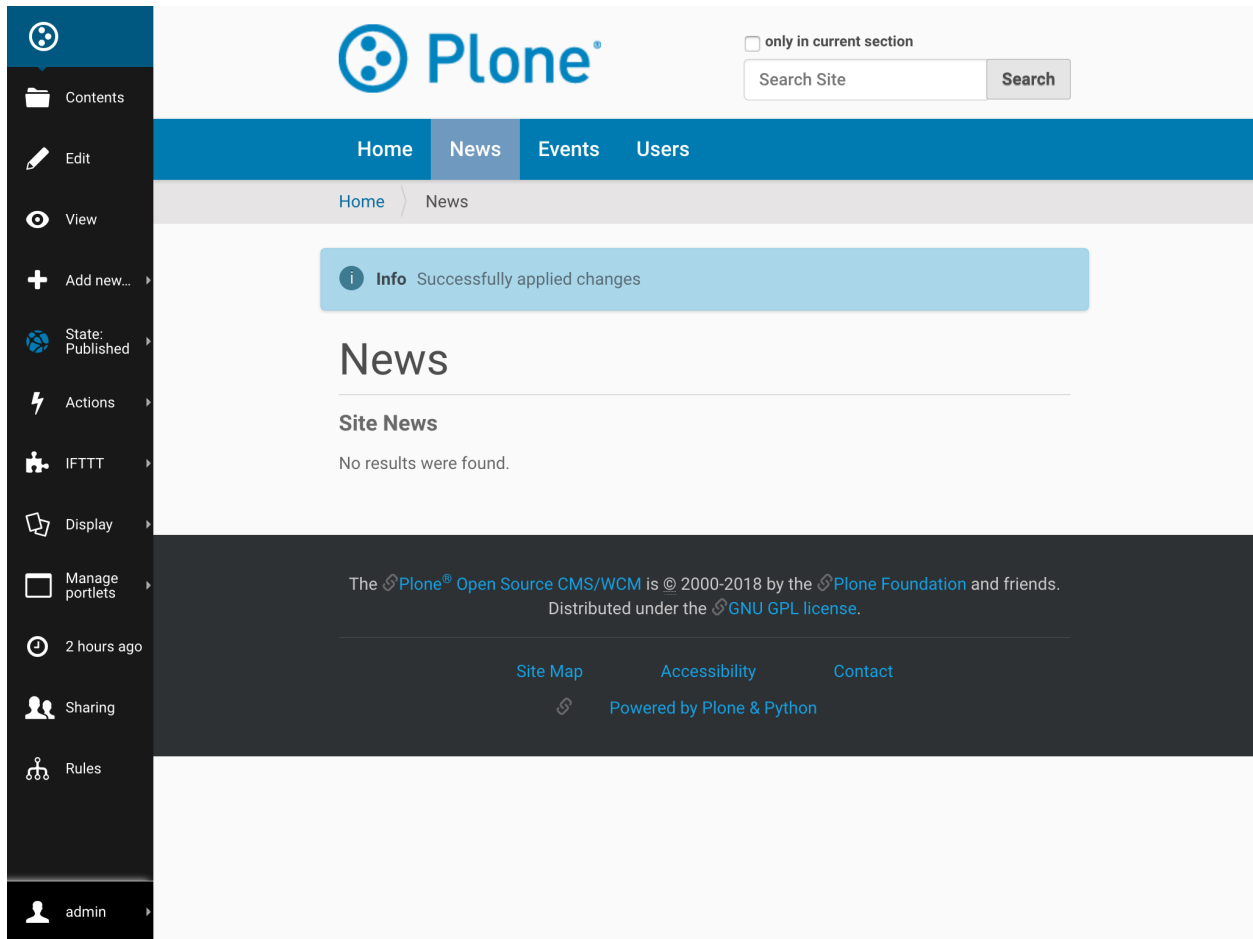 Contents
Edit
View
Add new...
State:
Published
Actions
IFTTT
Display
Manage
portlets
2 hours ago
Sharing
Rules
admin
Plone®
only in current section
Search Site
Search
Home News Events Users
Home News
i Info Successfully applied changes
News
Site News
No results were found.
The Plone® Open Source CMS/WCM is © 2000-2018 by the Plone Foundation and friends.
Distributed under the GNU GPL license.
Site Map Accessibility Contact
Powered by Plone & Python